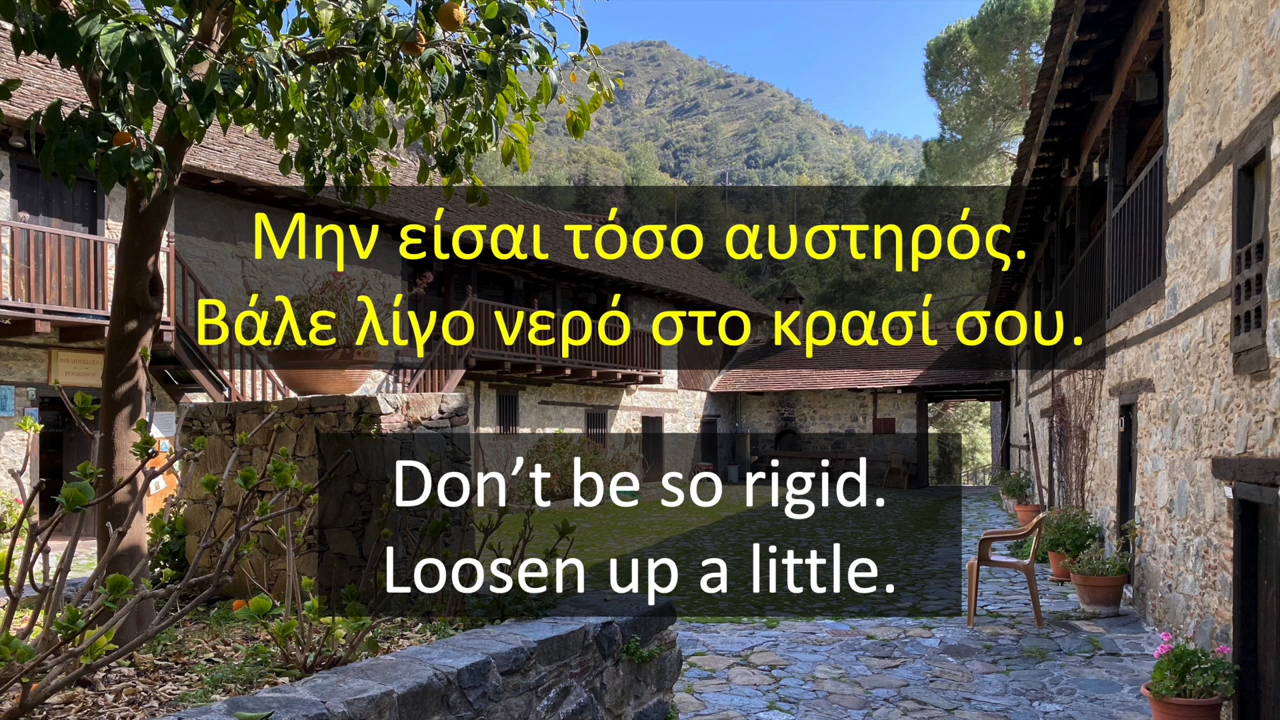 Μην είσαι τόσο αυστηρός.
Βάλε λίγο νερό στο κρασί σου.
Don’t be so rigid.
Loosen up a little.